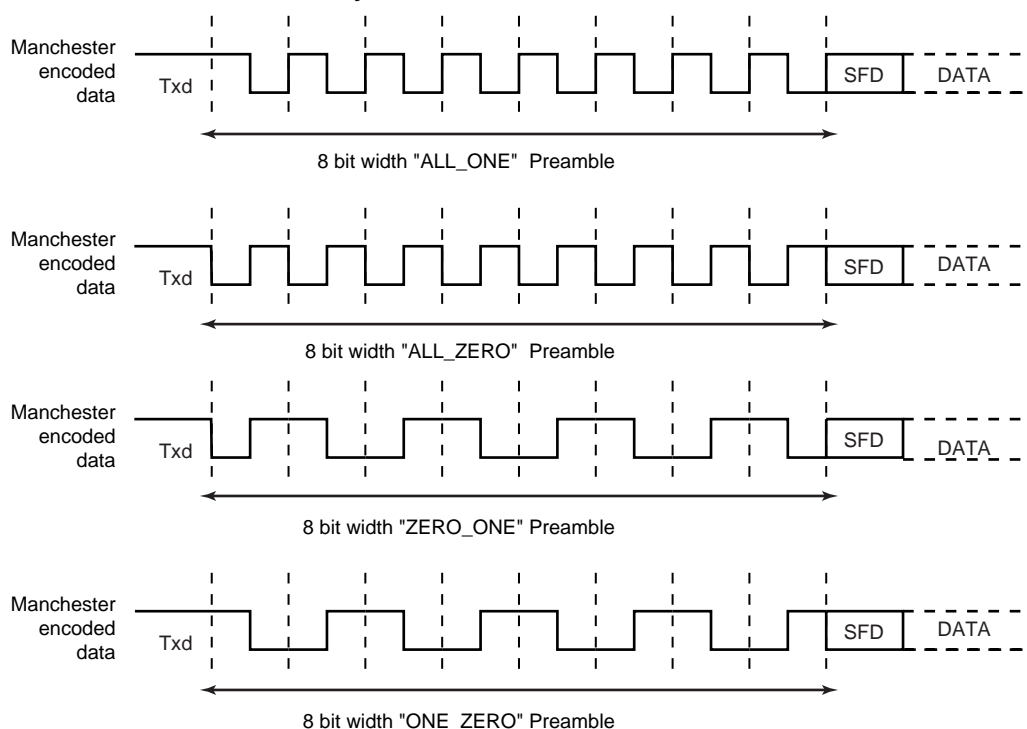 Manchester
encoded
data
Txd
SFD
DATA
8 bit width "ALL_ONE" Preamble
Manchester
encoded
data
Txd
SFD
DATA
8 bit width "ALL_ZERO" Preamble
Manchester
encoded
data
Txd
SFD
DATA
8 bit width "ZERO_ONE" Preamble
Manchester
encoded
data
Txd
SFD
DATA
8 bit width "ONE ZERO" Preamble